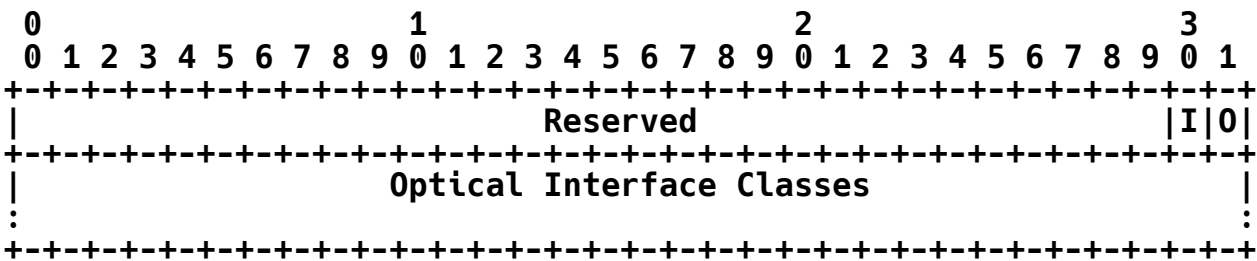 0                   1                   2                   3
 0 1 2 3 4 5 6 7 8 9 0 1 2 3 4 5 6 7 8 9 0 1 2 3 4 5 6 7 8 9 0 1
+-+-+-+-+-+-+-+-+-+-+-+-+-+-+-+-+-+-+-+-+-+-+-+-+-+-+-+-+-+-+-+-+
|                           Reserved                        |I|O|
+-+-+-+-+-+-+-+-+-+-+-+-+-+-+-+-+-+-+-+-+-+-+-+-+-+-+-+-+-+-+-+-+
|                   Optical Interface Classes                   |
:                                                               :
+-+-+-+-+-+-+-+-+-+-+-+-+-+-+-+-+-+-+-+-+-+-+-+-+-+-+-+-+-+-+-+-+